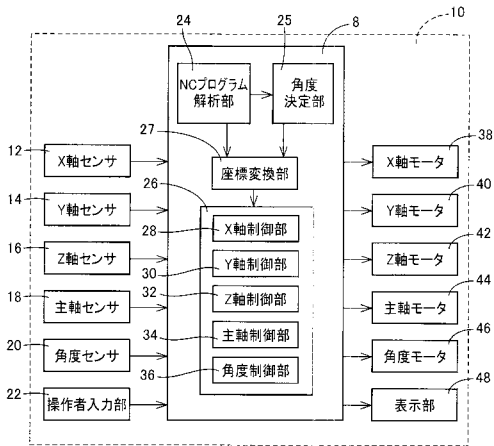 24
25
8
10
NCプログラム
解析部
角度
決定部
27
座標変換部
12
X軸センサ
14
Y軸センサ
16
Z軸センサ
18
主軸センサ
20
角度センサ
22
操作者入力部
26
28
X軸制御部
30
Y軸制御部
32
Z軸制御部
34
主軸制御部
36
角度制御部
38
X軸モータ
40
Y軸モータ
42
Z軸モータ
44
主軸モータ
46
角度モータ
48
表示部